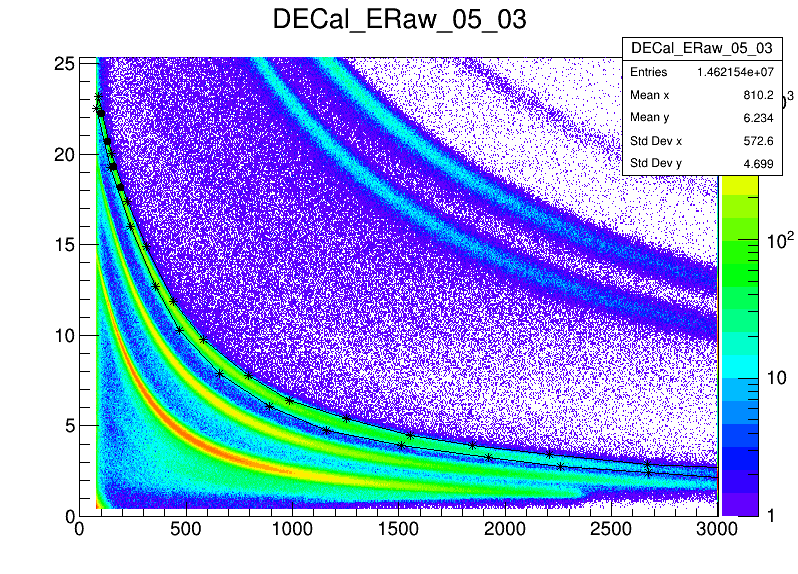 DECal_ERaw_05_03
DECal_ERaw_05_03
Entries 1.462154e+07
Mean x 810.2
Mean y 6.234
Std Dev x 572.6
Std Dev y 4.699
25
20
15
10
5
0
0 500 1000 1500 2000 2500 3000
10²
10
1